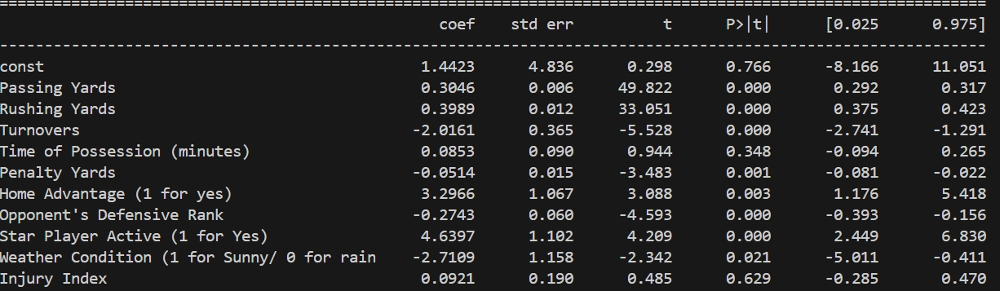 coef std err t P>|t| [0.025 0.975]
const 1.4423 4.836 0.298 0.766 -8.166 11.051
Passing Yards 0.3046 0.006 49.822 0.000 0.292 0.317
Rushing Yards 0.3989 0.012 33.051 0.000 0.375 0.423
Turnovers -2.0161 0.365 -5.528 0.000 -2.741 -1.291
Time of Possession (minutes) 0.0853 0.090 0.944 0.348 -0.094 0.265
Penalty Yards -0.0514 0.015 -3.483 0.001 -0.081 -0.022
Home Advantage (1 for yes) 3.2966 1.067 3.088 0.003 1.176 5.418
Opponent's Defensive Rank -0.2743 0.060 -4.593 0.000 -0.393 -0.156
Star Player Active (1 for Yes) 4.6397 1.102 4.209 0.000 2.449 6.830
Weather Condition (1 for Sunny/ 0 for rain -2.7109 1.158 -2.342 0.021 -5.011 -0.411
Injury Index 0.0921 0.190 0.485 0.629 -0.285 0.470